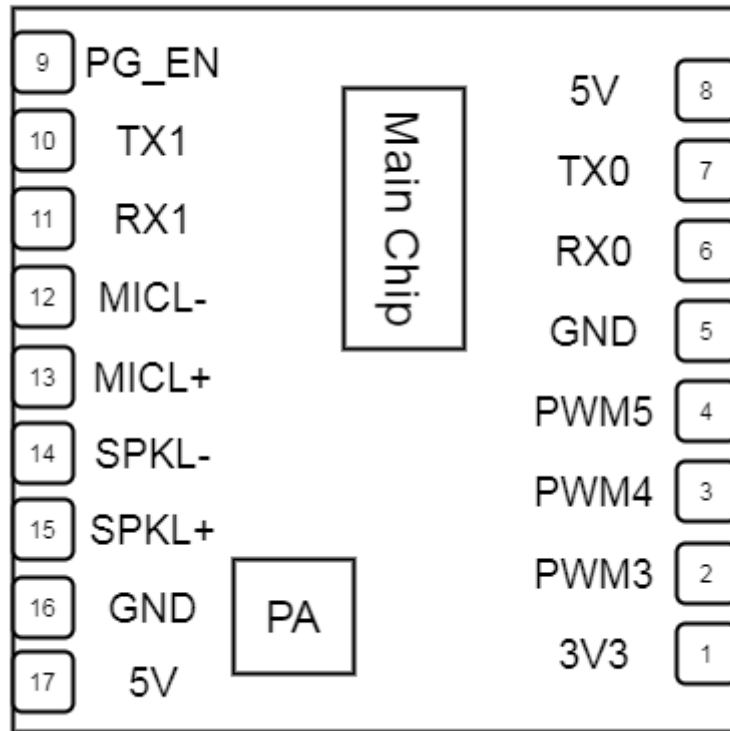 9 PG_EN
10 TX1
11 RX1
12 MICL-
13 MICL+
14 SPKL-
15 SPKL+
16 GND
17 5V
Main Chip
PA
5V 8
TX0 7
RX0 6
GND 5
PWM5 4
PWM4 3
PWM3 2
3V3 1